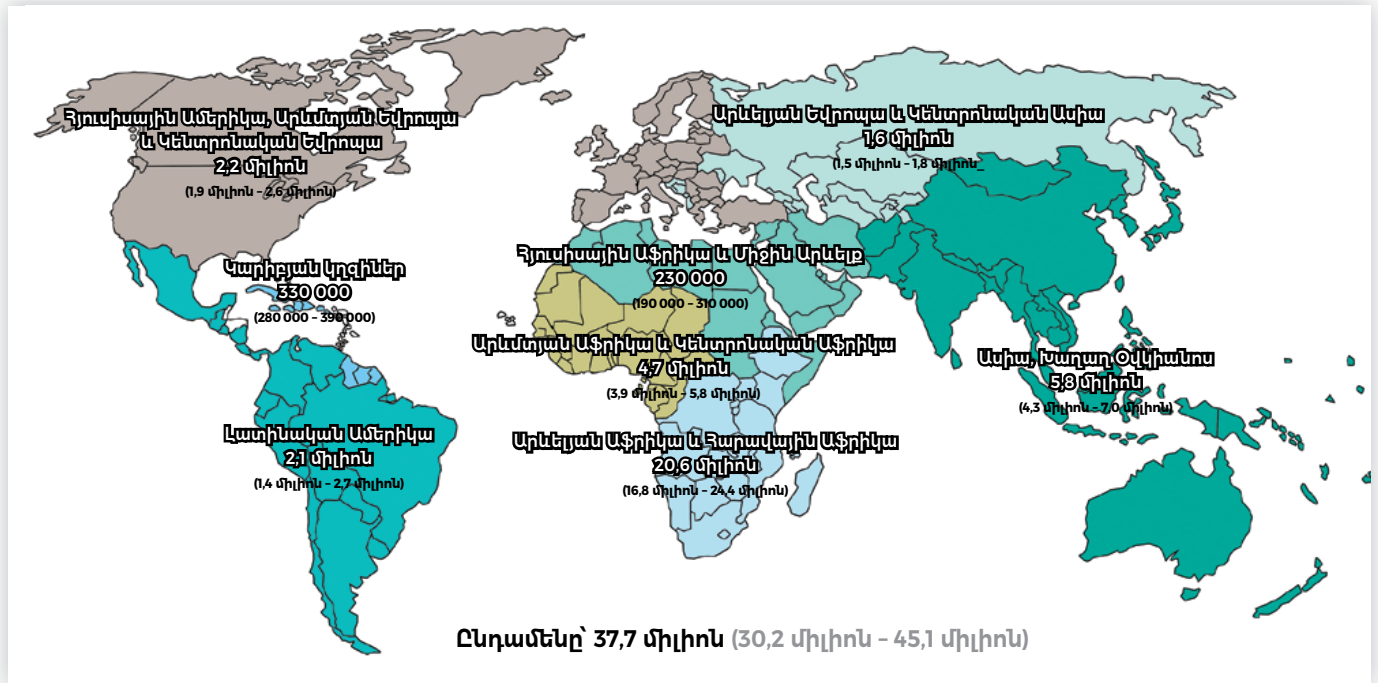 Հյուսիսային Ամերիկա, Արևմտյան Եվրոպա
և Կենտրոնական Եվրոպա
2,2 միլիոն
(1,9 միլիոն – 2,6 միլիոն)
Արևելյան Եվրոպա և Կենտրոնական Ասիա
1,6 միլիոն
(1,5 միլիոն – 1,8 միլիոն_
Կարիբյան կղզիներ
330 000
(280 000 – 390 000)
Հյուսիսային Աֆրիկա և Միջին Արևելք
230 000
(190 000 – 310 000)
Արևմտյան Աֆրիկա և Կենտրոնական Աֆրիկա
4,7 միլիոն
(3,9 միլիոն – 5,8 միլիոն)
Ասիա, Խաղաղ Օվկիանոս
5,8 միլիոն
(4,3 միլիոն – 7,0 միլիոն)
Լատինական Ամերիկա
2,1 միլիոն
(1,4 միլիոն – 2,7 միլիոն)
Արևելյան Աֆրիկա և Հարավային Աֆրիկա
20,6 միլիոն
(16,8 միլիոն – 24,4 միլիոն)
Ընդամենը՝ 37,7 միլիոն (30,2 միլիոն – 45,1 միլիոն)